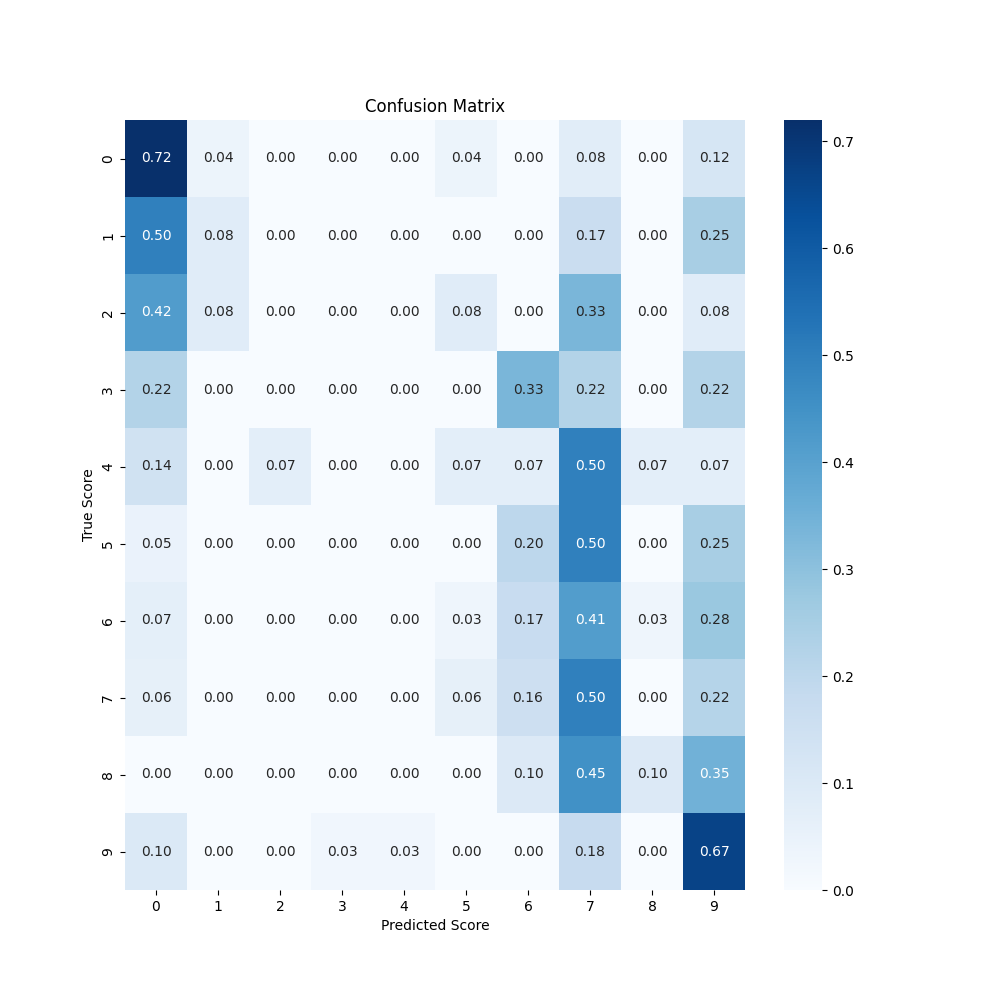 Confusion Matrix
0 0.72 0.04 0.00 0.00 0.00 0.04 0.00 0.08 0.00 0.12
1 0.50 0.08 0.00 0.00 0.00 0.00 0.00 0.17 0.00 0.25
2 0.42 0.08 0.00 0.00 0.00 0.08 0.00 0.33 0.00 0.08
3 0.22 0.00 0.00 0.00 0.00 0.00 0.33 0.22 0.00 0.22
4 0.14 0.00 0.07 0.00 0.00 0.07 0.07 0.50 0.07 0.07
5 0.05 0.00 0.00 0.00 0.00 0.00 0.20 0.50 0.00 0.25
6 0.07 0.00 0.00 0.00 0.00 0.03 0.17 0.41 0.03 0.28
7 0.06 0.00 0.00 0.00 0.00 0.06 0.16 0.50 0.00 0.22
8 0.00 0.00 0.00 0.00 0.00 0.00 0.10 0.45 0.10 0.35
9 0.10 0.00 0.00 0.03 0.03 0.00 0.00 0.18 0.00 0.67
0 1 2 3 4 5 6 7 8 9
Predicted Score
True Score
0.7
0.6
0.5
0.4
0.3
0.2
0.1
0.0